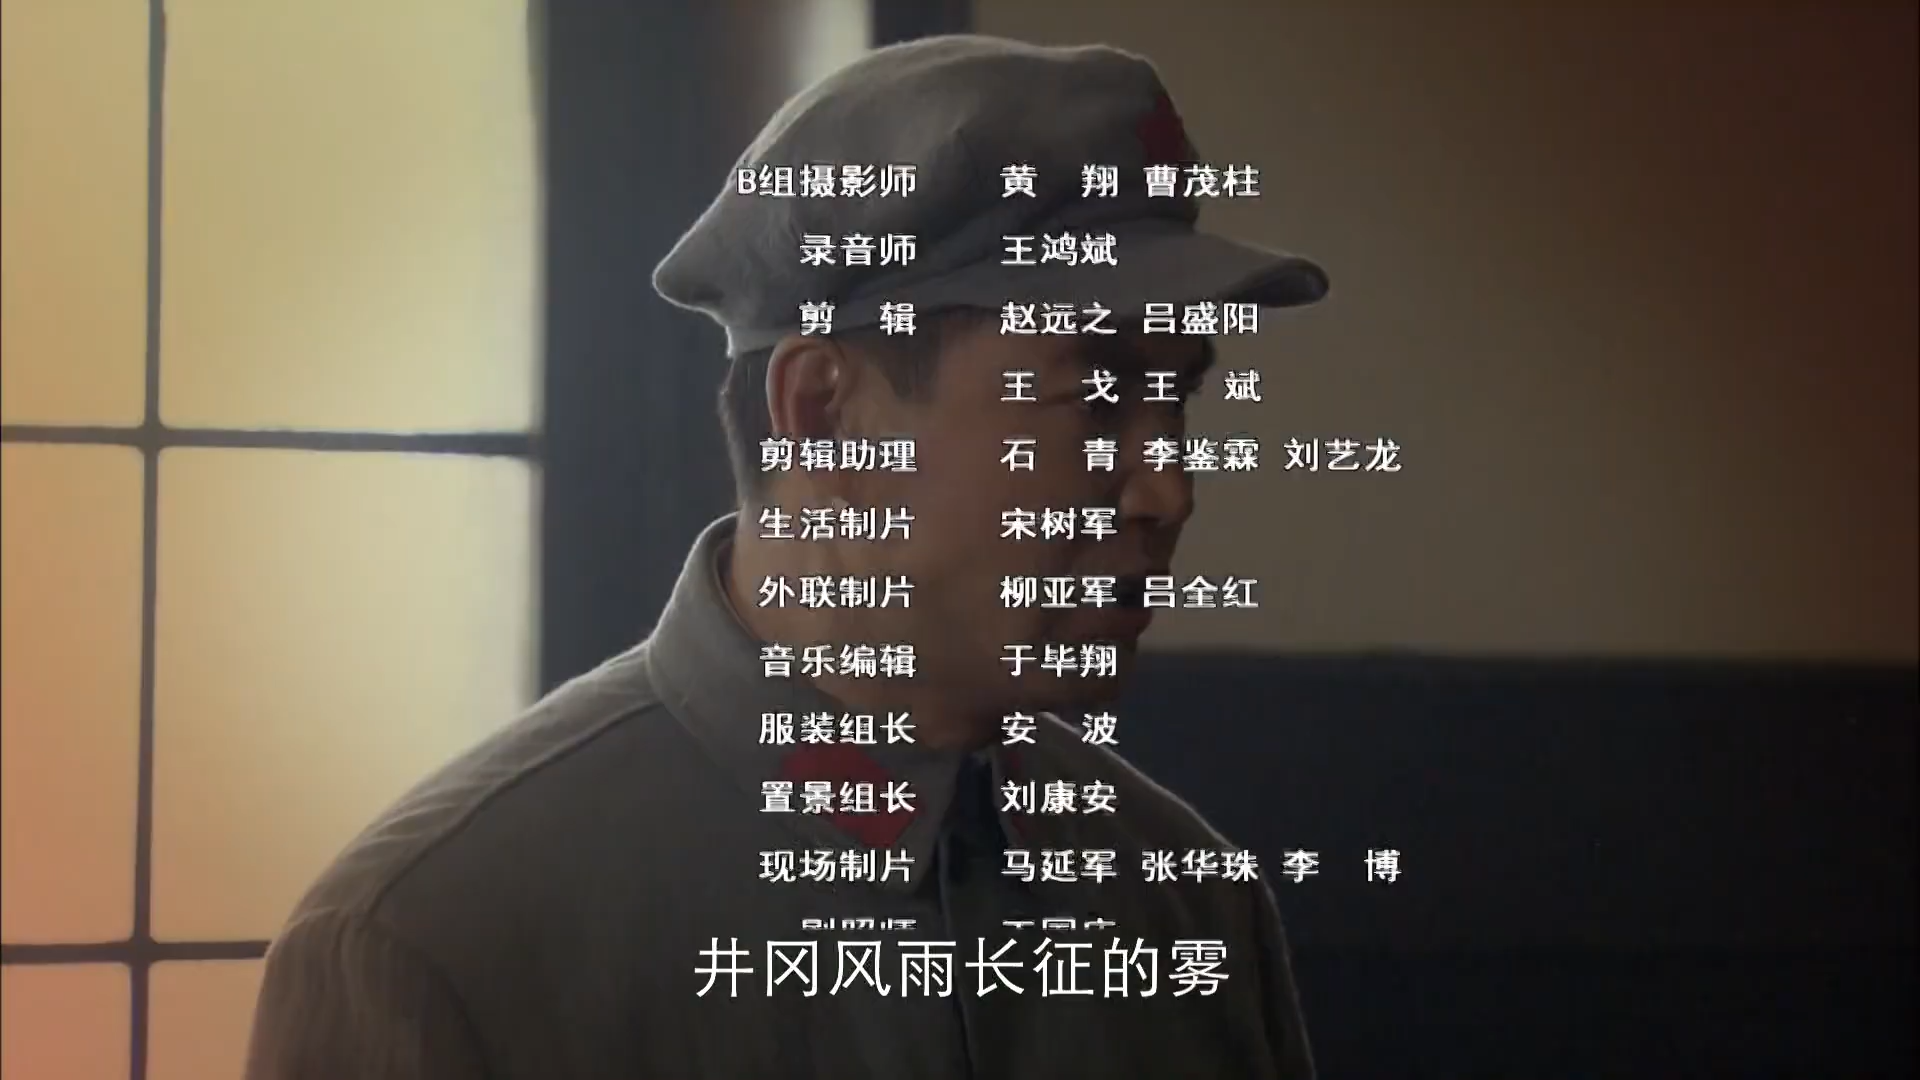 B组摄影师 黄 翔 曹茂柱
录音师 王鸿斌
剪 辑 赵远之 吕盛阳
王 戈 王 斌
剪辑助理 石 青 李鉴霖 刘艺龙
生活制片 宋树军
外联制片 柳亚军 吕全红
音乐编辑 于毕翔
服装组长 安 波
置景组长 刘康安
现场制片 马延军 张华珠 李 博
井冈风雨长征的雾